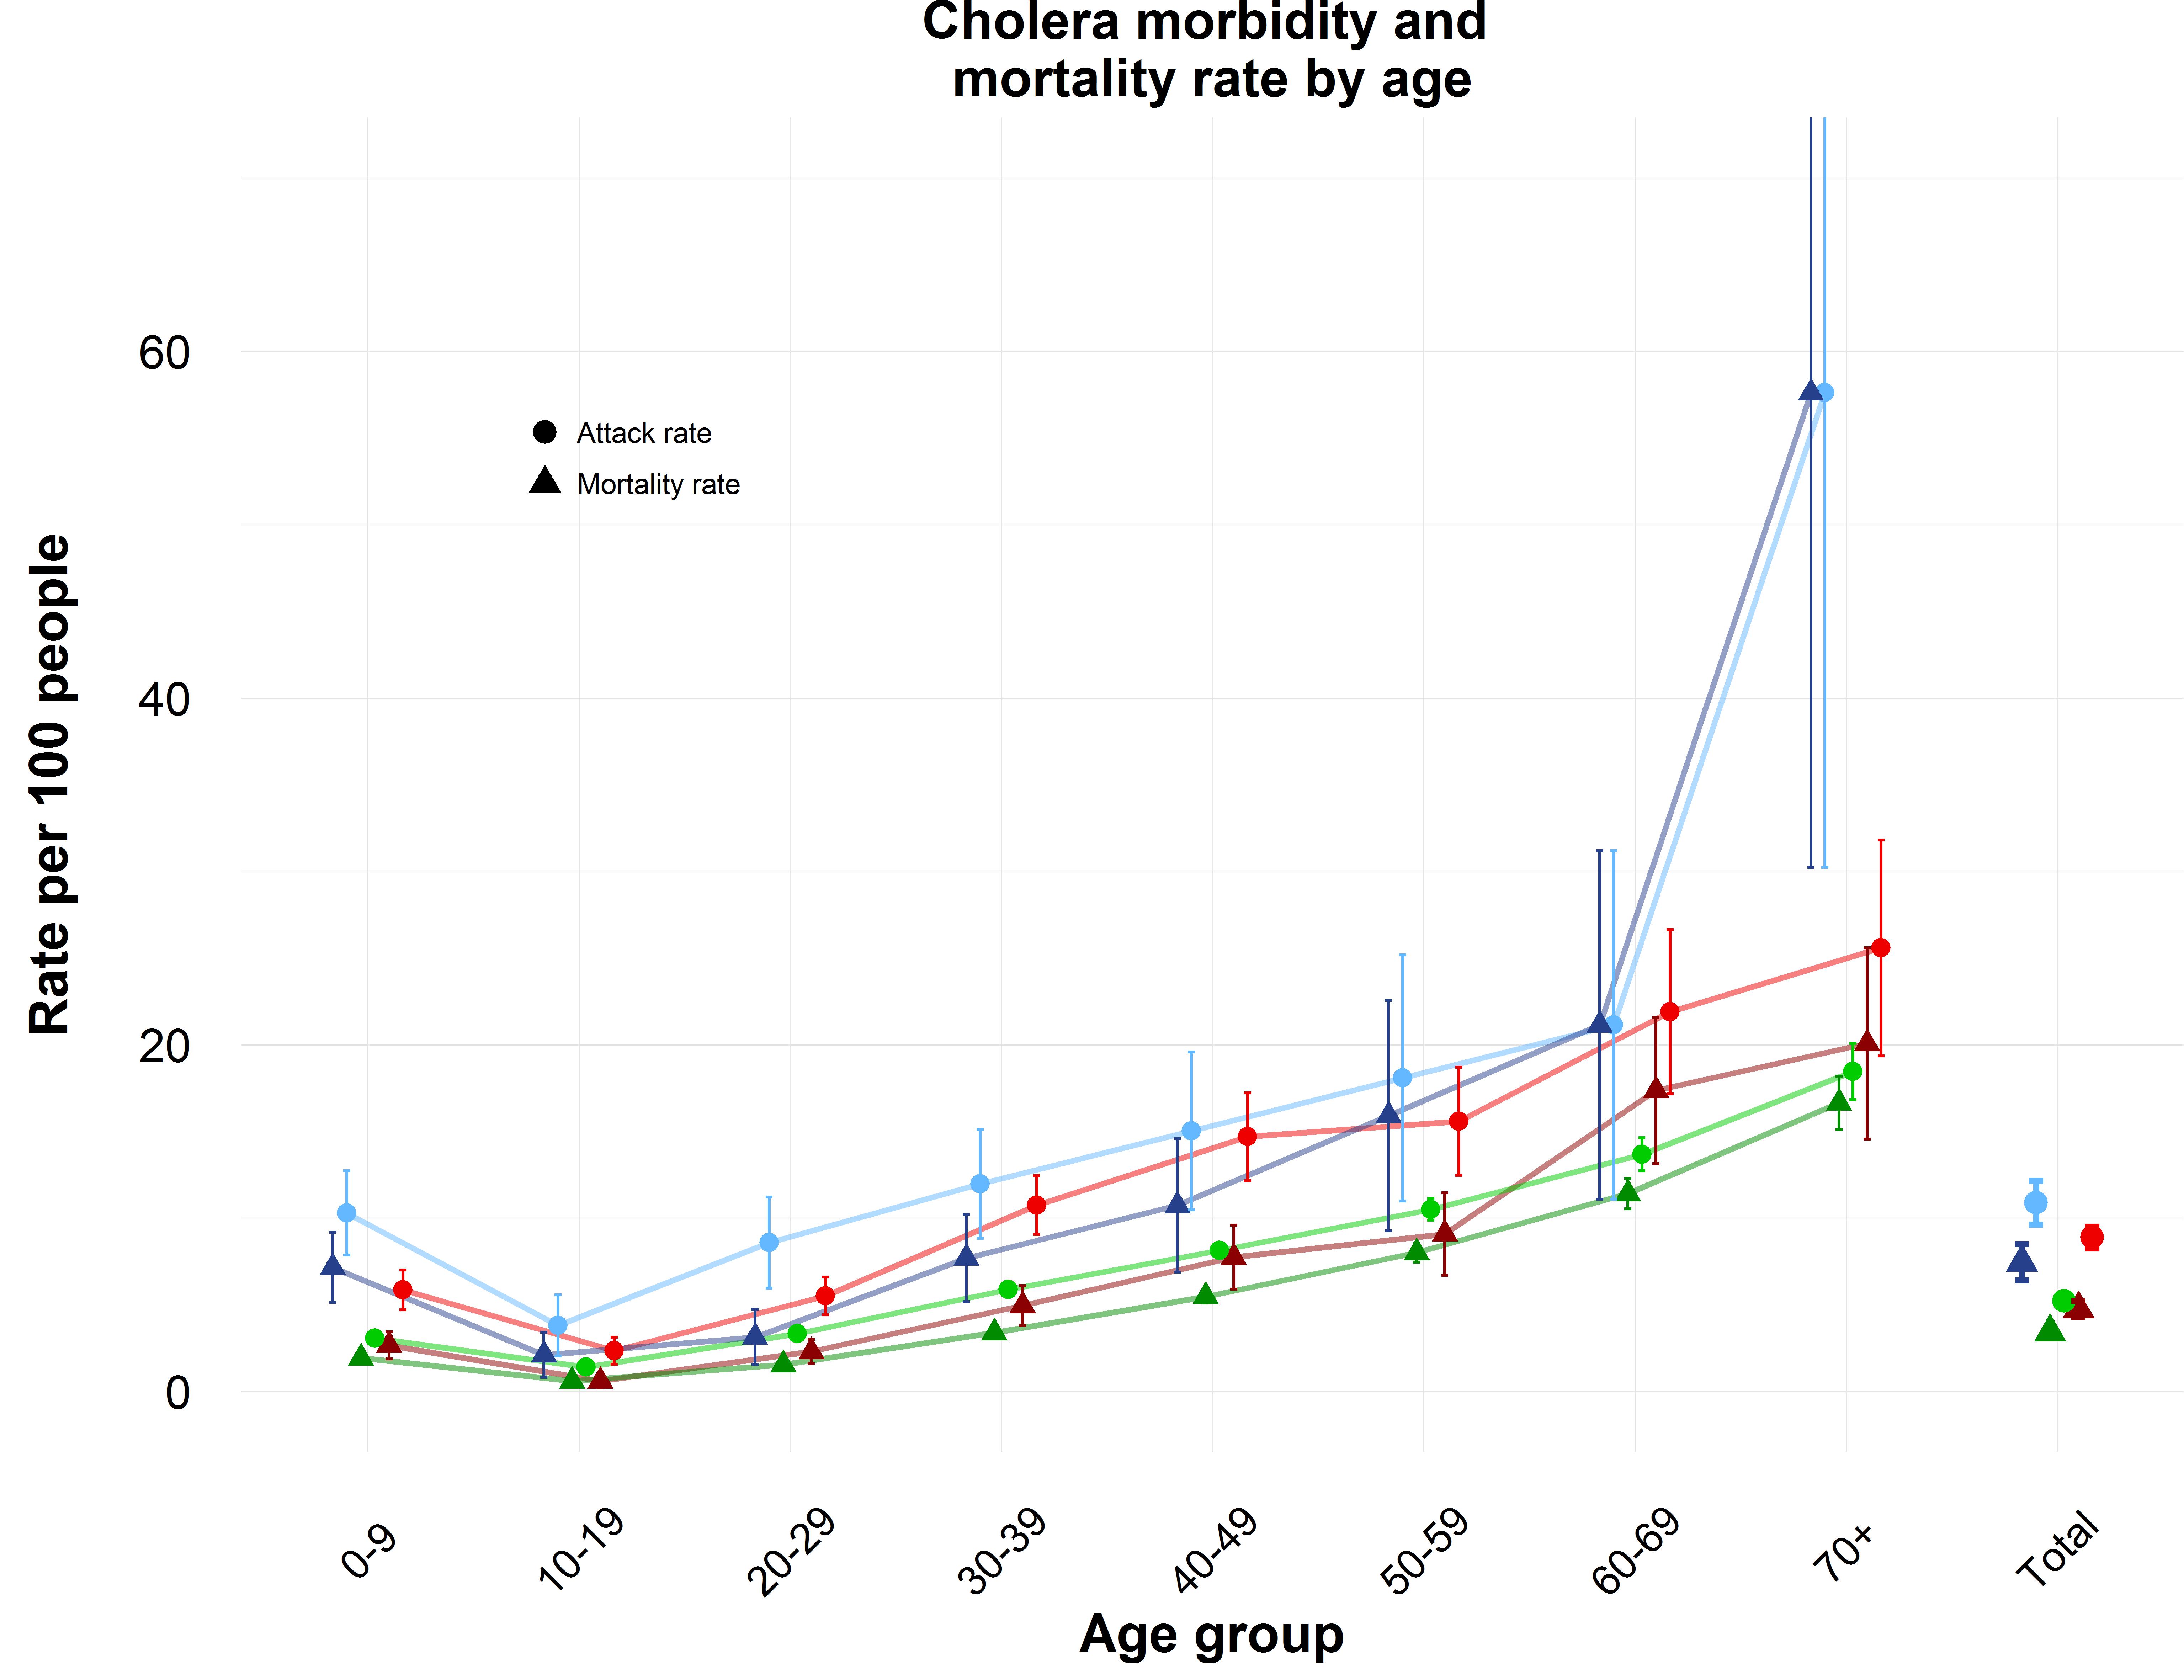 Cholera morbidity and
mortality rate by age
Rate per 100 people
60
40
20
0
Attack rate
Mortality rate
0-9
10-19
20-29
30-39
40-49
50-59
60-69
70+
Total
Age group